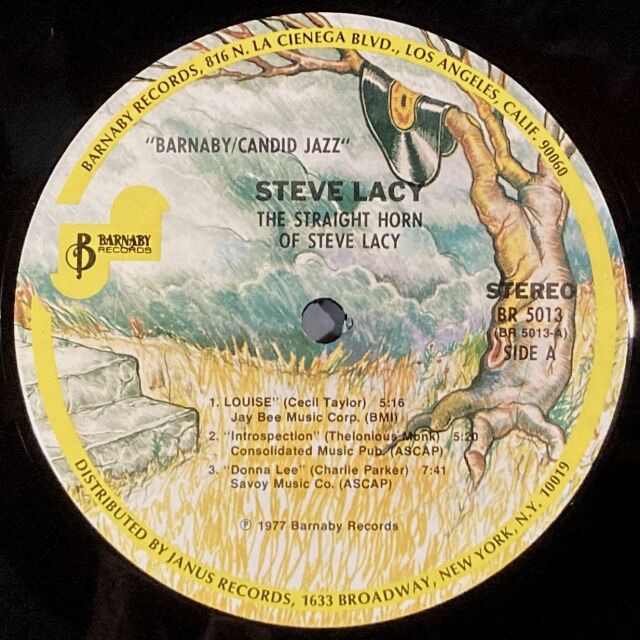 BARNABY RECORDS, 816 N. LA CIENEGA BLVD., LOS ANGELES, CALIF. 90060
"BARNABY/CANDID JAZZ"
STEVE LACY
THE STRAIGHT HORN
OF STEVE LACY
B BARNABY
RECORDS
STEREO
BR 5013
(BR 5013-A)
SIDE A
1. LOUISE" (Cecil Taylor) 5:16
Jay Bee Music Corp. (BMI)
2. "Introspection" (Thelonious Monk) 5:20
Consolidated Music Pub (ASCAP)
3. "Donna Lee" (Charlie Parker) 7:41
Savoy Music Co. (ASCAP)
℗ 1977 Barnaby Records
DISTRIBUTED BY JANUS RECORDS, 1633 BROADWAY, NEW YORK, N.Y. 10019